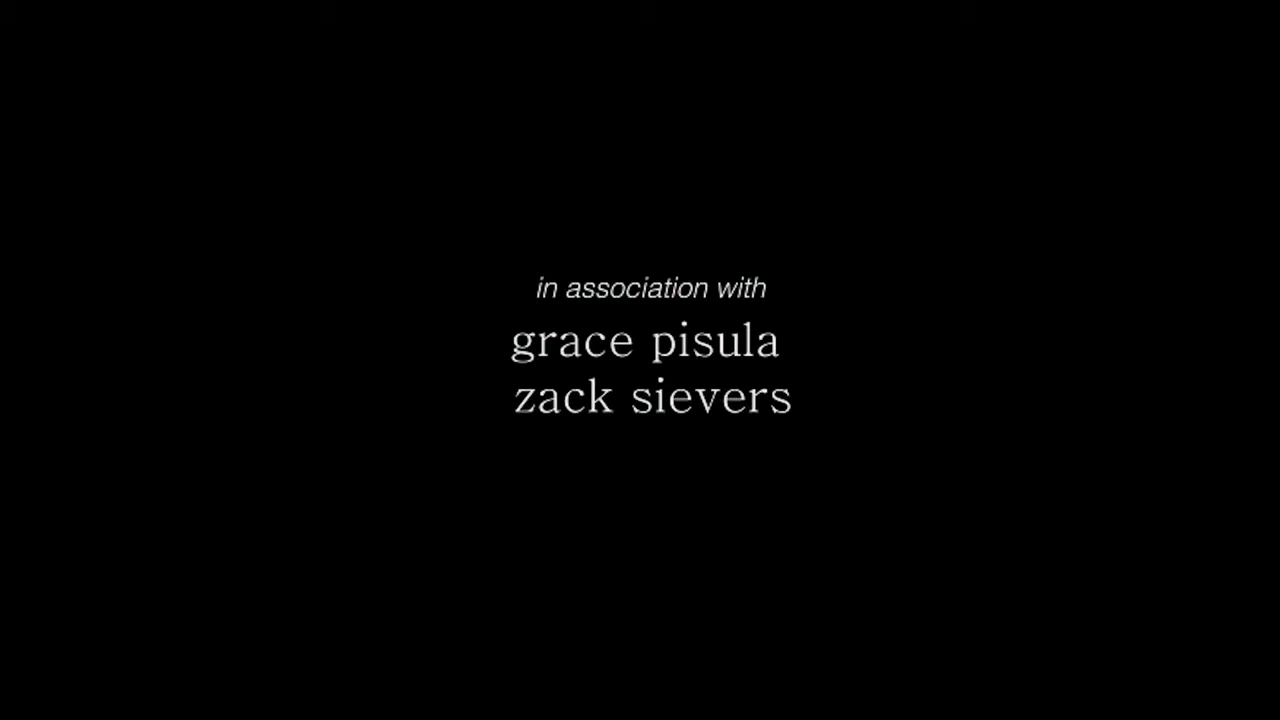 in association with
grace pisula
zack sievers